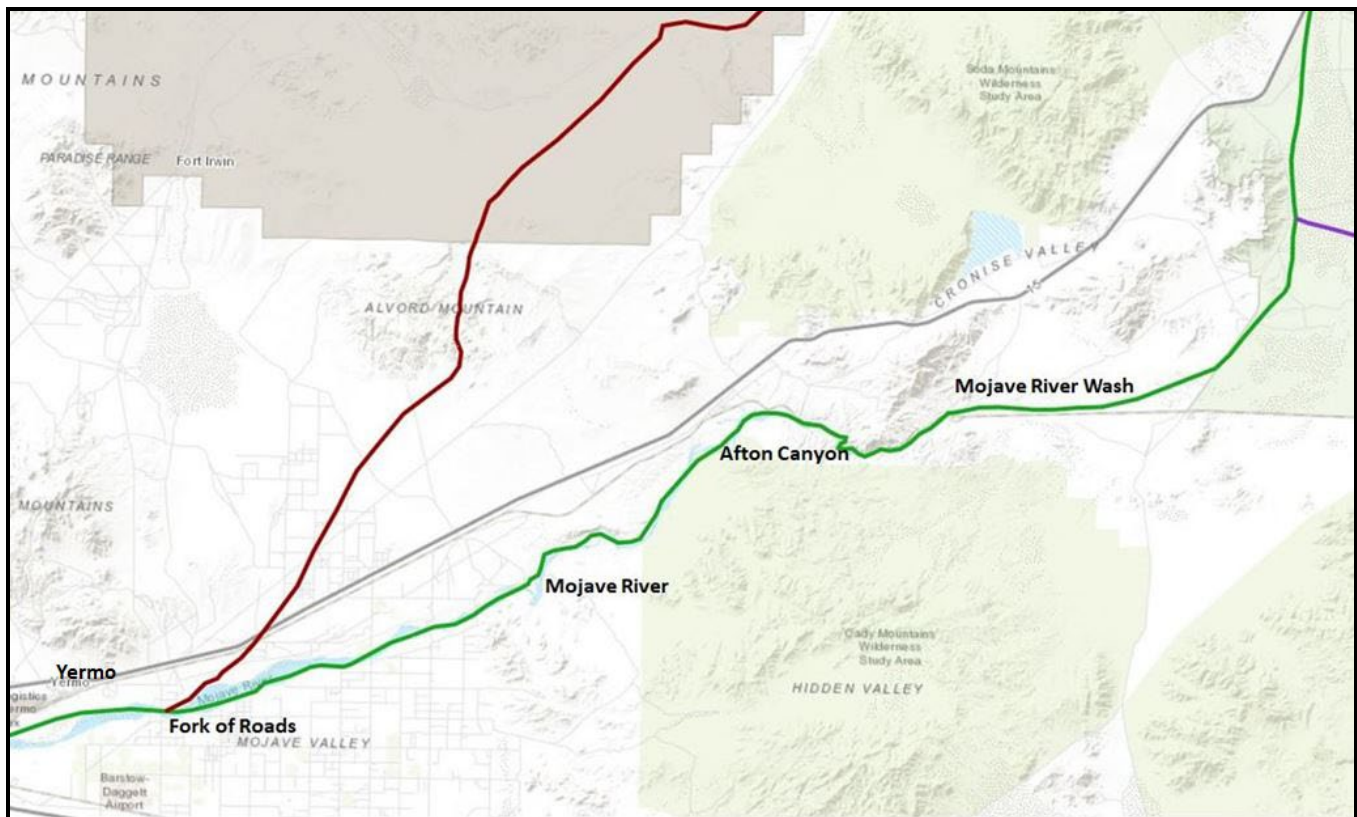 MOUNTAINS
Soda Mountains
Wilderness
Study Area
PARADISE RANGE
Fort Irwin
CRONISE VALLEY
15
ALVORD MOUNTAIN
Mojave River Wash
Afton Canyon
MOUNTAINS
Mojave River
Cady Mountains
Wilderness
Study Area
HIDDEN VALLEY
Yermo
Yermo
Mojave River
Fork of Roads
MOJAVE VALLEY
Barstow-
Daggett
Airport